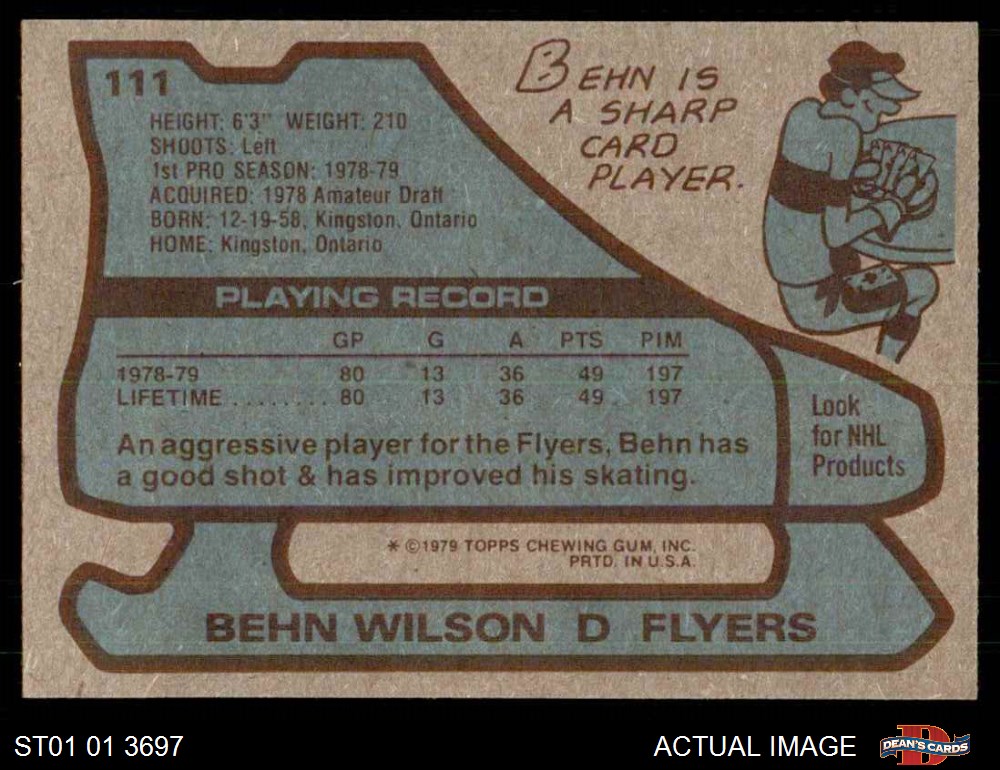 111
HEIGHT: 6'3" WEIGHT: 210
SHOOTS: Left
1st PRO SEASON: 1978-79
ACQUIRED: 1978 Amateur Draft
BORN: 12-19-58, Kingston, Ontario
HOME: Kingston, Ontario
BEHN IS
A SHARP
CARD
PLAYER.
PLAYING RECORD
GP G A PTS PIM
1978-79 80 13 36 49 197
LIFETIME ........ 80 13 36 49 197
An aggressive player for the Flyers, Behn has
a good shot & has improved his skating.
Look
for NHL
Products
* ©1979 TOPPS CHEWING GUM, INC.
PRTD. IN U.S.A.
BEHN WILSON D FLYERS
ST01 01 3697
ACTUAL IMAGE
D
DEAN'S CARDS